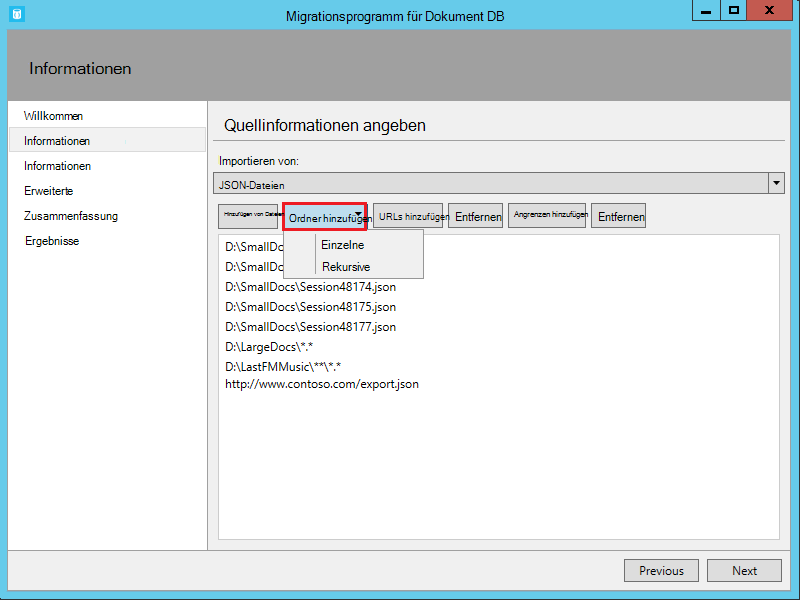 Migrationsprogramm für Dokument DB
Informationen
Willkommen
Informationen
Informationen
Erweiterte
Zusammenfassung
Ergebnisse
Quellinformationen angeben
Importieren von:
JSON-Dateien
Hinzufügen von Dateien
Ordner hinzufügen
URLs hinzufügen
Entfernen
Angrenzen hinzufügen
Entfernen
Einzelne
Rekursive
D:\SmallDoc
D:\SmallDoc
D:\SmallDocs\Session48174.json
D:\SmallDocs\Session48175.json
D:\SmallDocs\Session48177.json
D:\LargeDocs\*.*
D:\LastFMMusic\**\*.*
http://www.contoso.com/export.json
Previous
Next